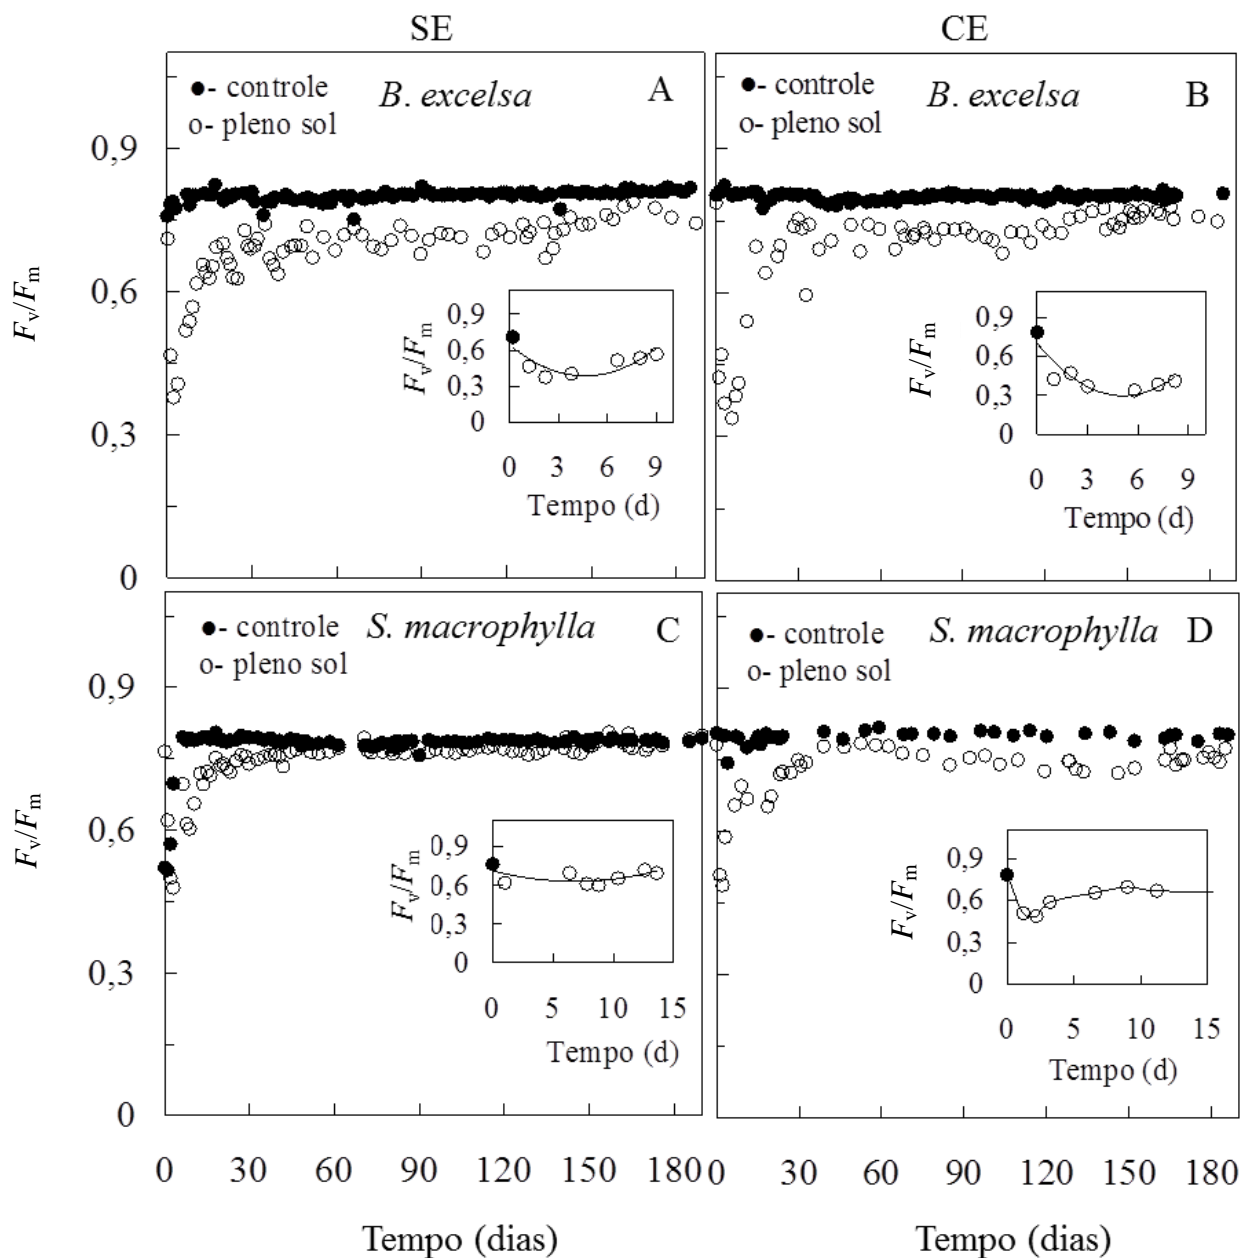 SE CE
●- controle
o- pleno sol
B. excelsa A
●- controle
o- pleno sol
B. excelsa B
0,9
0,6
0,3
0
Fv/Fm
Fv/Fm
0,9
0,6
0,3
0
0 3 6 9
Tempo (d)
Fv/Fm
0,9
0,6
0,3
0
0 3 6 9
Tempo (d)
●- controle
o- pleno sol
S. macrophylla C
●- controle
o- pleno sol
S. macrophylla D
0,9
0,6
0,3
0
Fv/Fm
Fv/Fm
0,9
0,6
0,3
0
0 5 10 15
Tempo (d)
Fv/Fm
0,9
0,6
0,3
0
0 5 10 15
Tempo (d)
0 30 60 90 120 150 180 0 30 60 90 120 150 180
Tempo (dias) Tempo (dias)